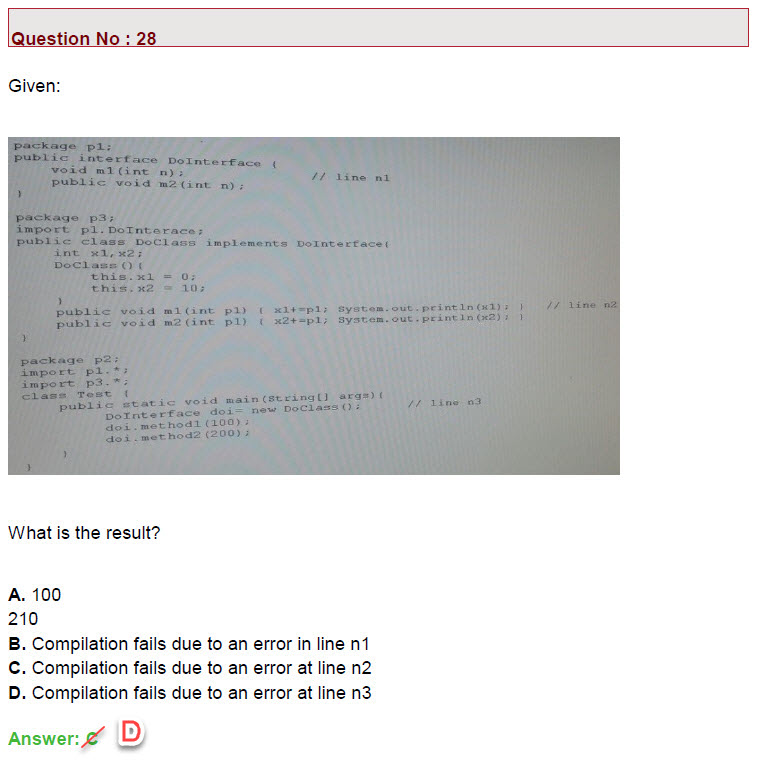 Question No : 28
Given:
package p1;
public interface DoInterface {
void m1(int n); // line n1
public void m2(int n);
}
package p3;
import p1.DoInterace;
public class DoClass implements DoInterface{
int x1,x2;
DoClass(){
this.x1 = 0;
this.x2 = 10;
}
public void m1(int p1) { x1+=p1; System.out.println(x1); } // line n2
public void m2(int p1) { x2+=p1; System.out.println(x2); }
}
package p2;
import p1.*;
import p3.*;
class Test {
public static void main(String[] args){
DoInterface doi= new DoClass(); // line n3
doi.method1(100);
doi.method2(200);
}
}
What is the result?
A. 100
210
B. Compilation fails due to an error in line n1
C. Compilation fails due to an error at line n2
D. Compilation fails due to an error at line n3
Answer: C D